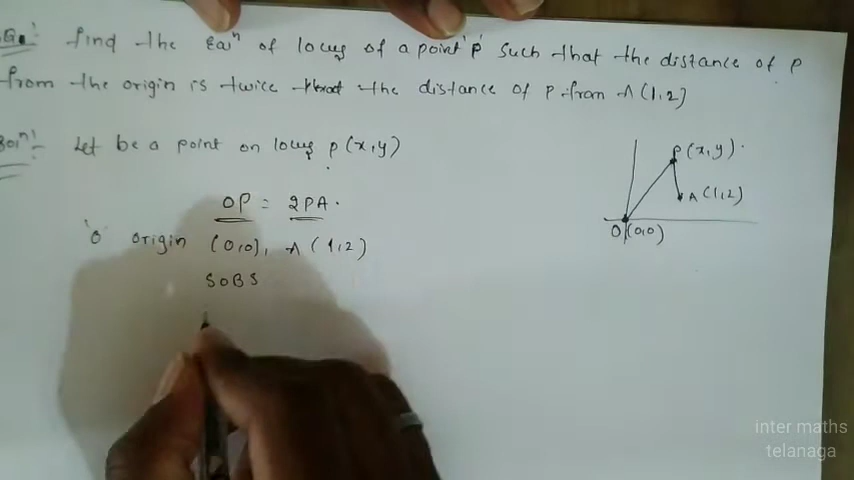 find the Eqⁿ of locus of a point 'P' such that the distance of P
from the origin is twice the distance of P from A(1,2)
Solⁿ:- Let be a point on locus P(x,y)
OP = 2PA.
'O' origin (0,0), A(1,2)
SOBS
P(x,y).
A(1,2)
O(0,0)
inter maths
telanaga